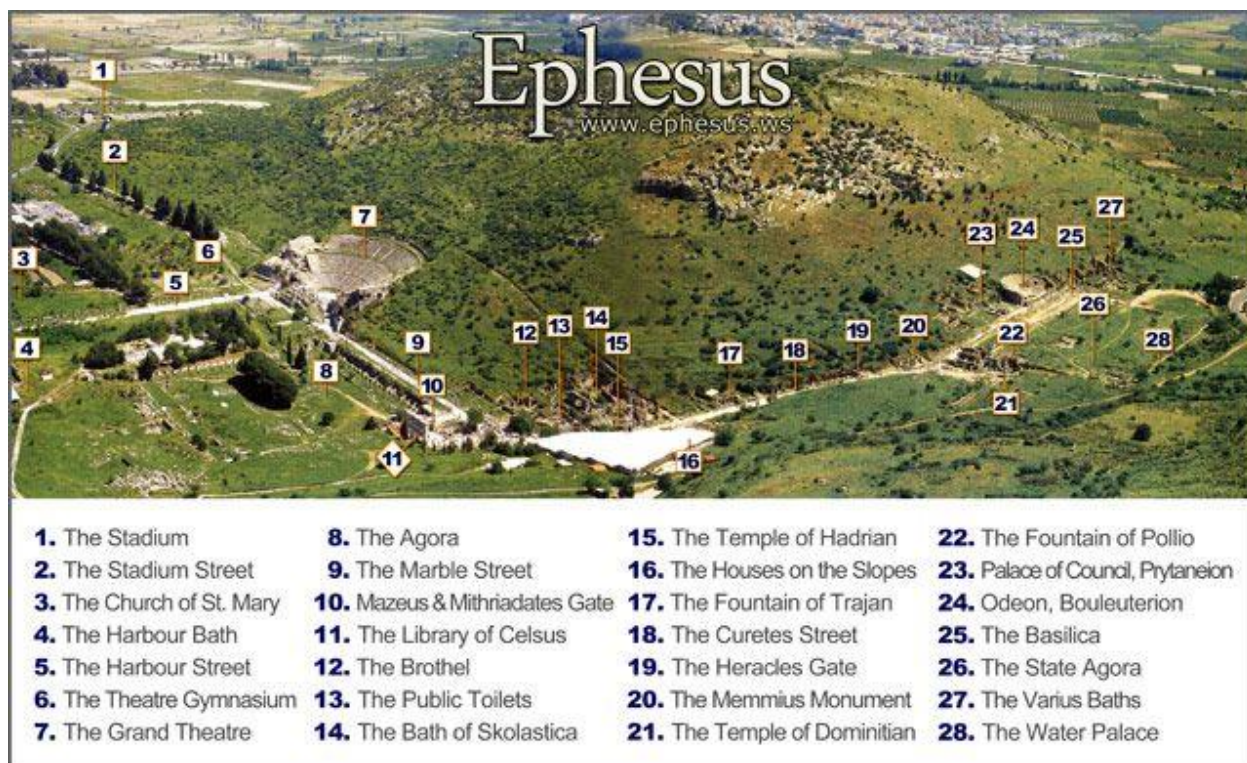 Ephesus
www.ephesus.ws
1
2
3
4
5
6
7
8
9
10
11
12
13
14
15
16
17
18
19
20
21
22
23
24
25
26
27
28
1. The Stadium
2. The Stadium Street
3. The Church of St. Mary
4. The Harbour Bath
5. The Harbour Street
6. The Theatre Gymnasium
7. The Grand Theatre
8. The Agora
9. The Marble Street
10. Mazeus & Mithriadates Gate
11. The Library of Celsus
12. The Brothel
13. The Public Toilets
14. The Bath of Skolastica
15. The Temple of Hadrian
16. The Houses on the Slopes
17. The Fountain of Trajan
18. The Curetes Street
19. The Heracles Gate
20. The Memmius Monument
21. The Temple of Dominitian
22. The Fountain of Pollio
23. Palace of Council, Prytaneion
24. Odeon, Bouleuterion
25. The Basilica
26. The State Agora
27. The Varius Baths
28. The Water Palace